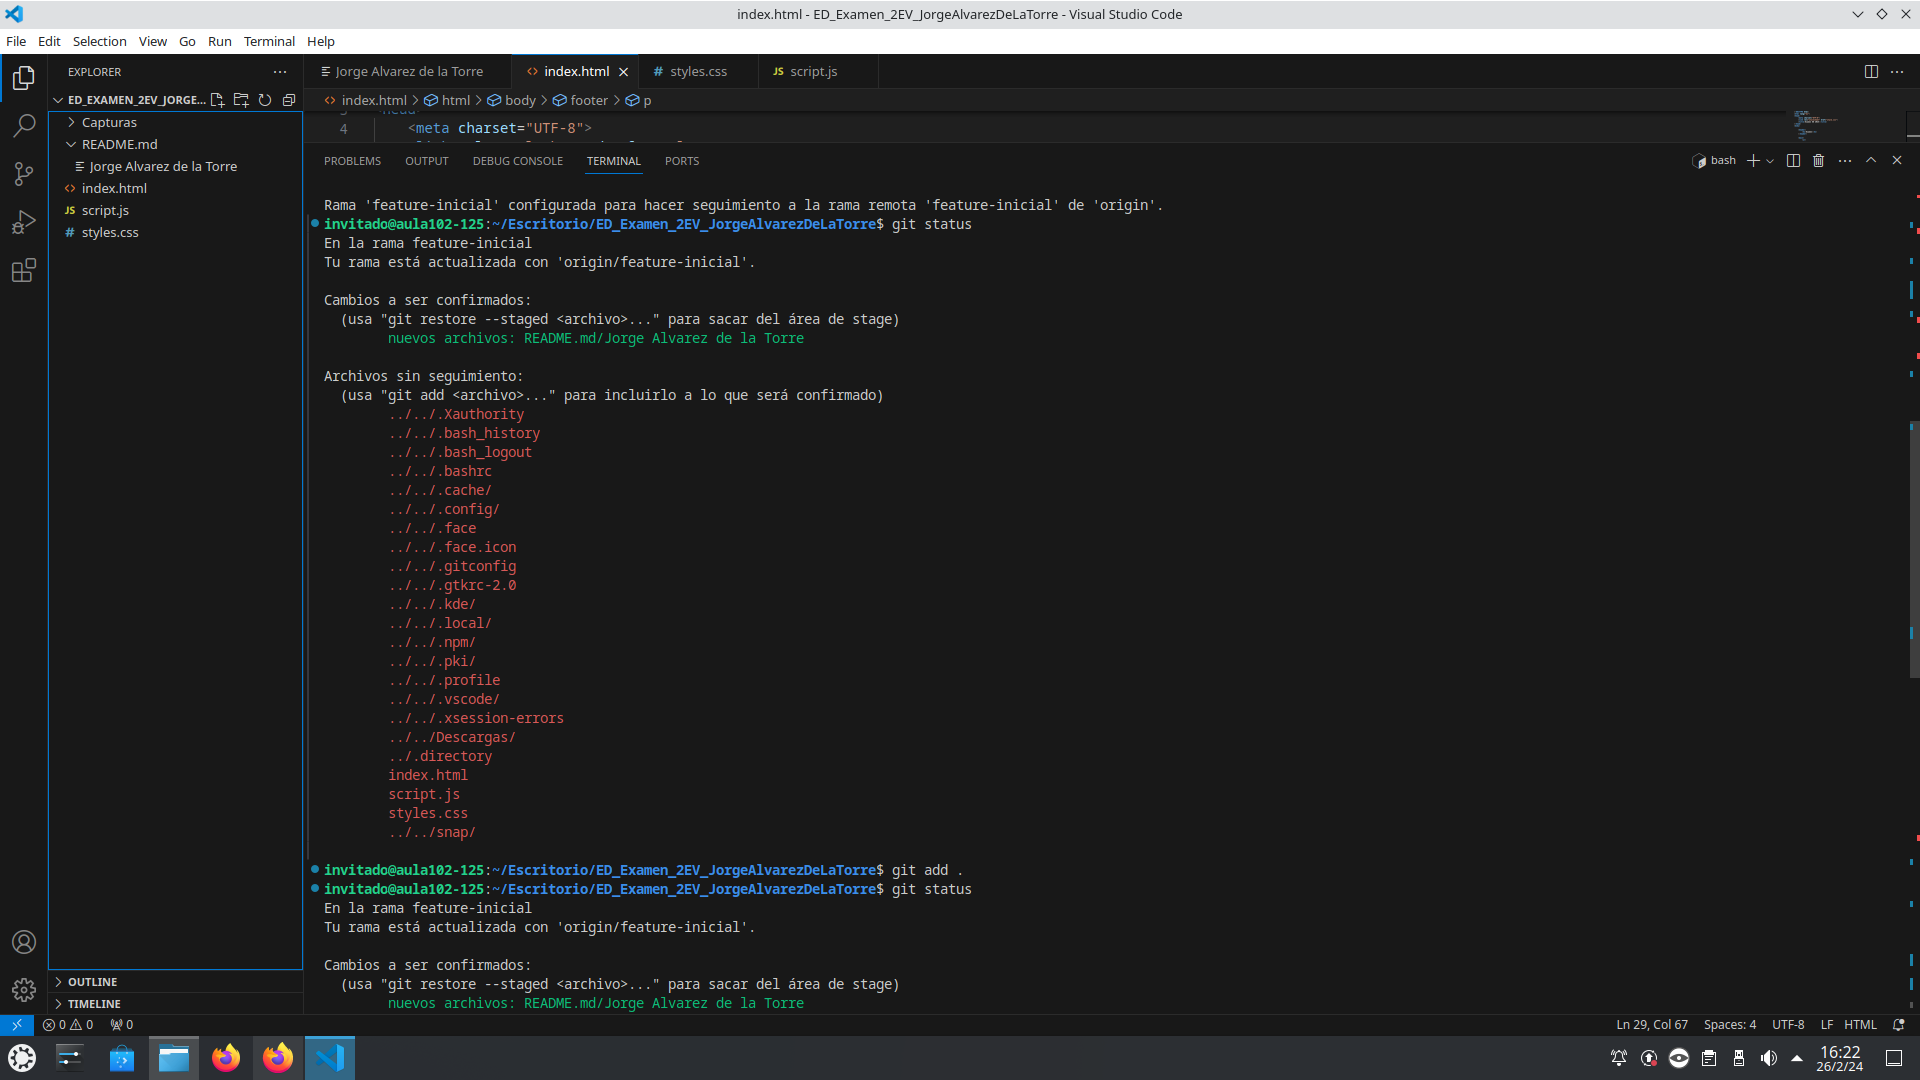 index.html - ED_Examen_2EV_JorgeAlvarezDeLaTorre - Visual Studio Code
File Edit Selection View Go Run Terminal Help
EXPLORER
ED_EXAMEN_2EV_JORGE...
Capturas
README.md
Jorge Alvarez de la Torre
index.html
script.js
styles.css
OUTLINE
TIMELINE
Jorge Alvarez de la Torre index.html styles.css script.js
index.html > html > body > footer > p
4 <meta charset="UTF-8">
PROBLEMS OUTPUT DEBUG CONSOLE TERMINAL PORTS
bash
Rama 'feature-inicial' configurada para hacer seguimiento a la rama remota 'feature-inicial' de 'origin'.
invitado@aula102-125:~/Escritorio/ED_Examen_2EV_JorgeAlvarezDeLaTorre$ git status
En la rama feature-inicial
Tu rama está actualizada con 'origin/feature-inicial'.
Cambios a ser confirmados:
(usa "git restore --staged <archivo>..." para sacar del área de stage)
nuevos archivos: README.md/Jorge Alvarez de la Torre
Archivos sin seguimiento:
(usa "git add <archivo>..." para incluirlo a lo que será confirmado)
../../.Xauthority
../../.bash_history
../../.bash_logout
../../.bashrc
../../.cache/
../../.config/
../../.face
../../.face.icon
../../.gitconfig
../../.gtkrc-2.0
../../.kde/
../../.local/
../../.npm/
../../.pki/
../../.profile
../../.vscode/
../../.xsession-errors
../../Descargas/
../.directory
index.html
script.js
styles.css
../../snap/
invitado@aula102-125:~/Escritorio/ED_Examen_2EV_JorgeAlvarezDeLaTorre$ git add .
invitado@aula102-125:~/Escritorio/ED_Examen_2EV_JorgeAlvarezDeLaTorre$ git status
En la rama feature-inicial
Tu rama está actualizada con 'origin/feature-inicial'.
Cambios a ser confirmados:
(usa "git restore --staged <archivo>..." para sacar del área de stage)
nuevos archivos: README.md/Jorge Alvarez de la Torre
0 0 0
Ln 29, Col 67 Spaces: 4 UTF-8 LF HTML
16:22
26/2/24